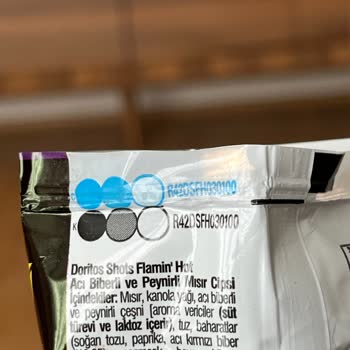 C R42DSFH030100
K R42DSFH030100
Doritos Shots Flamin' Hot
Acı Biberli ve Peynirli Mısır Cipsi
İçindekiler: Mısır, kanola yağı, acı biberli
ve peynirli çeşni [aroma vericiler (süt
türevi ve laktoz içerir), tuz, baharatlar
(soğan tozu, paprika, acı kırmızı biber